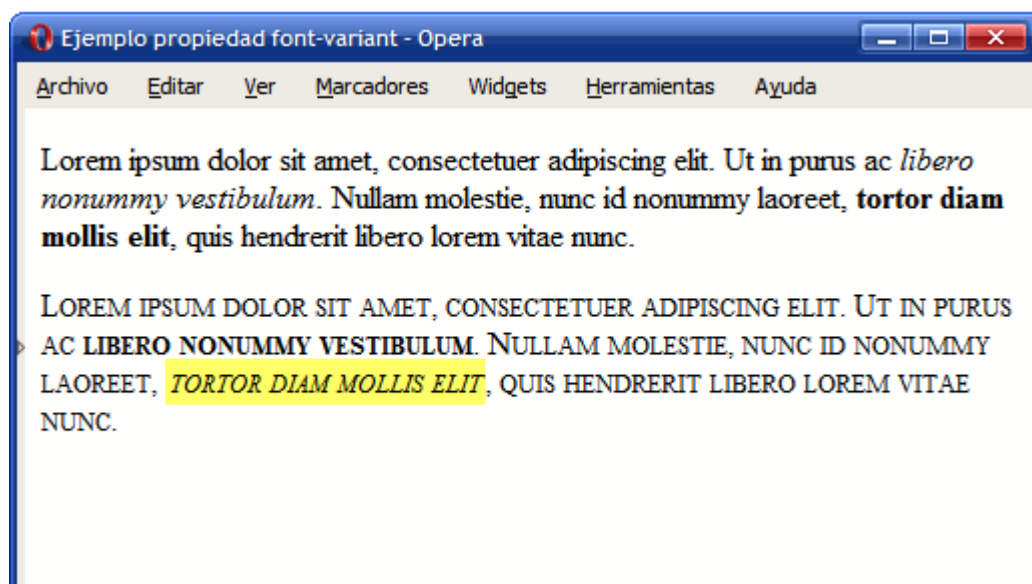 Ejemplo propiedad font-variant - Opera
Archivo Editar Ver Marcadores Widgets Herramientas Ayuda
Lorem ipsum dolor sit amet, consectetuer adipiscing elit. Ut in purus ac libero
nonummy vestibulum. Nullam molestie, nunc id nonummy laoreet, tortor diam
mollis elit, quis hendrerit libero lorem vitae nunc.
LOREM IPSUM DOLOR SIT AMET, CONSECTETUER ADIPISCING ELIT. UT IN PURUS
AC LIBERO NONUMMY VESTIBULUM. NULLAM MOLESTIE, NUNC ID NONUMMY
LAOREET, TORTOR DIAM MOLLIS ELIT, QUIS HENDRERIT LIBERO LOREM VITAE
NUNC.